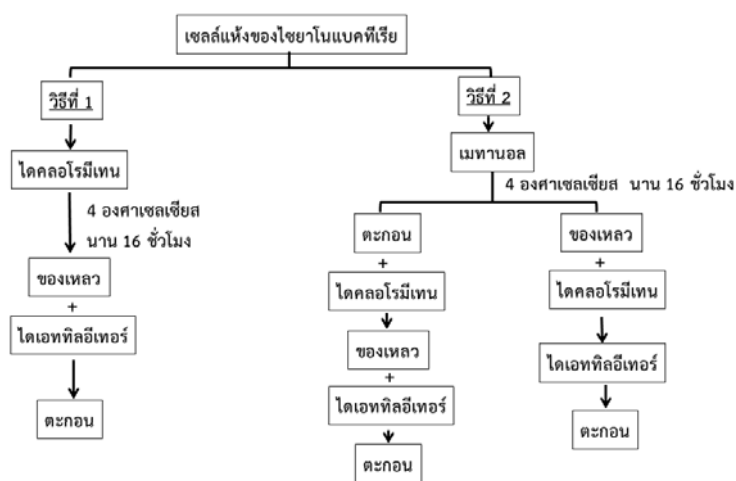 เซลล์แห้งของไซยาโนแบคทีเรีย
วิธีที่ 1
ไดคลอโรมีเทน
4 องศาเซลเซียส
นาน 16 ชั่วโมง
ของเหลว
+
ไดเอททิลอีเทอร์
ตะกอน
วิธีที่ 2
เมทานอล
4 องศาเซลเซียส นาน 16 ชั่วโมง
ตะกอน
+
ไดคลอโรมีเทน
ของเหลว
+
ไดเอททิลอีเทอร์
ตะกอน
ของเหลว
+
ไดคลอโรมีเทน
ไดเอททิลอีเทอร์
ตะกอน